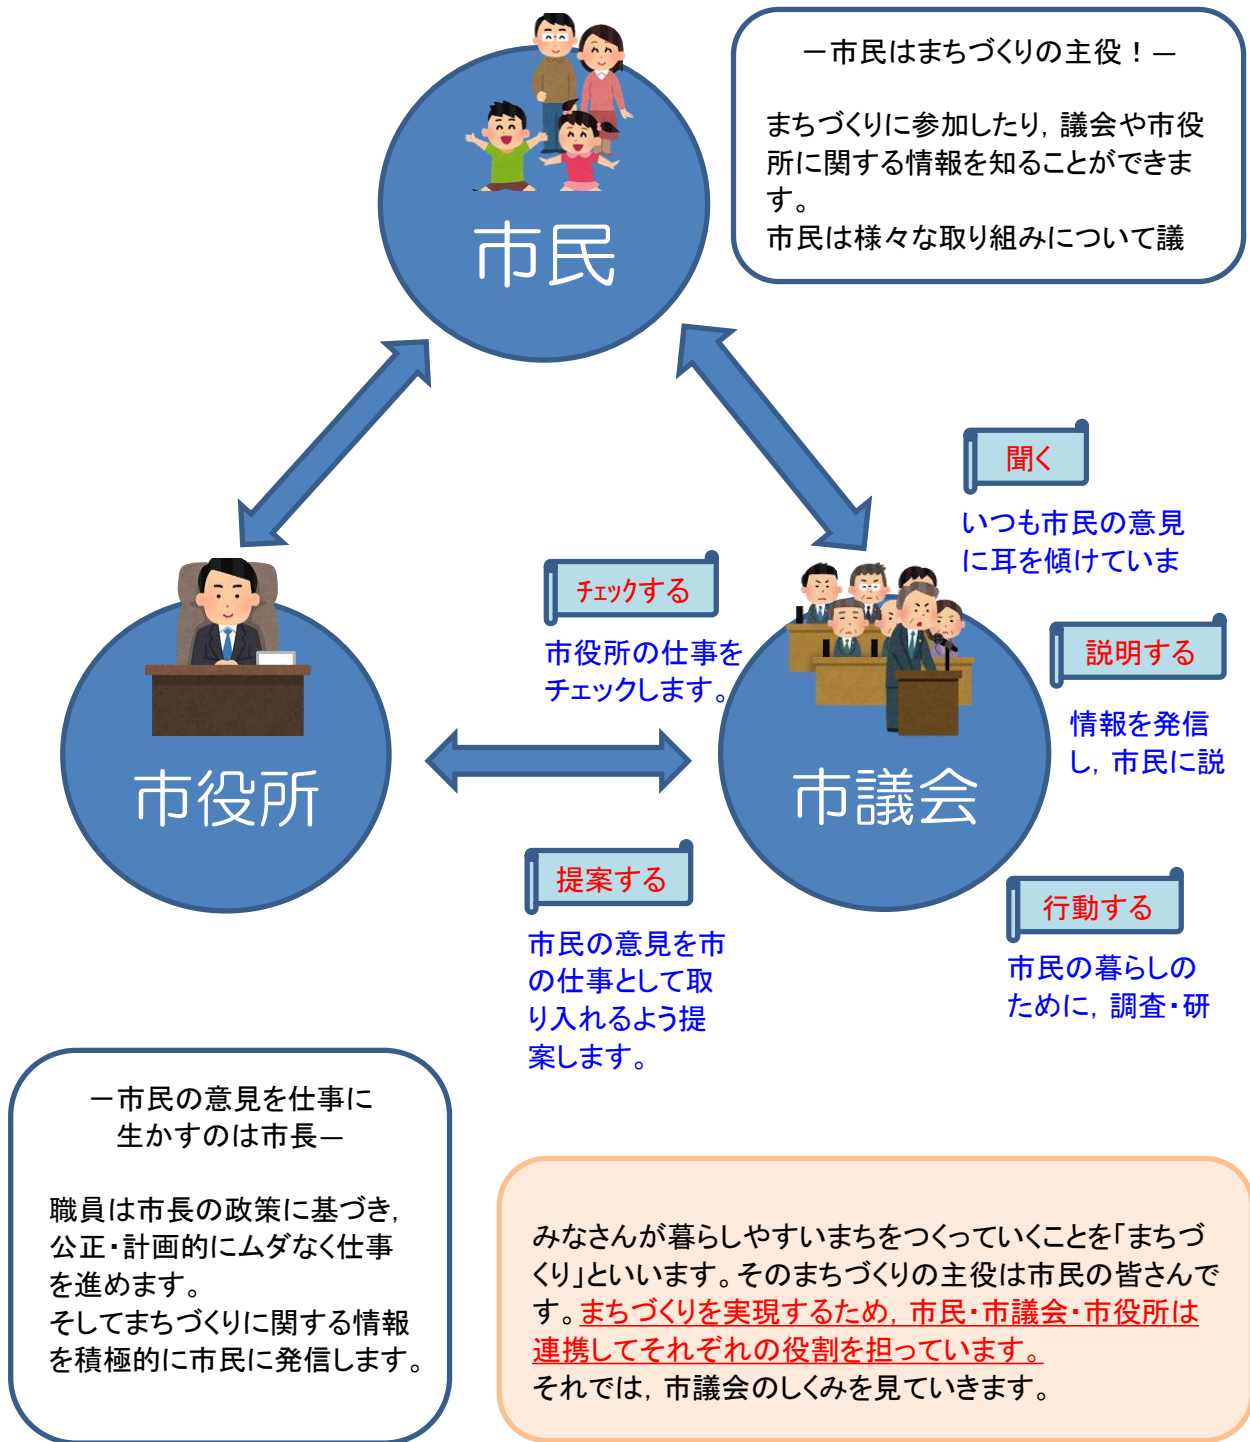 －市民はまちづくりの主役！―
まちづくりに参加したり，議会や市役
所に関する情報を知ることができま
す。
市民は様々な取り組みについて議
市民
聞く
いつも市民の意見
に耳を傾けていま
チェックする
市役所の仕事を
チェックします。
説明する
情報を発信
し，市民に説
市役所
市議会
提案する
市民の意見を市
の仕事として取
り入れるよう提
案します。
行動する
市民の暮らしの
ために，調査・研
－市民の意見を仕事に
生かすのは市長―
職員は市長の政策に基づき，
公正・計画的にムダなく仕事
を進めます。
そしてまちづくりに関する情報
を積極的に市民に発信します。
みなさんが暮らしやすいまちをつくっていくことを「まちづ
くり」といいます。そのまちづくりの主役は市民の皆さんで
す。まちづくりを実現するため，市民・市議会・市役所は
連携してそれぞれの役割を担っています。
それでは，市議会のしくみを見ていきます。